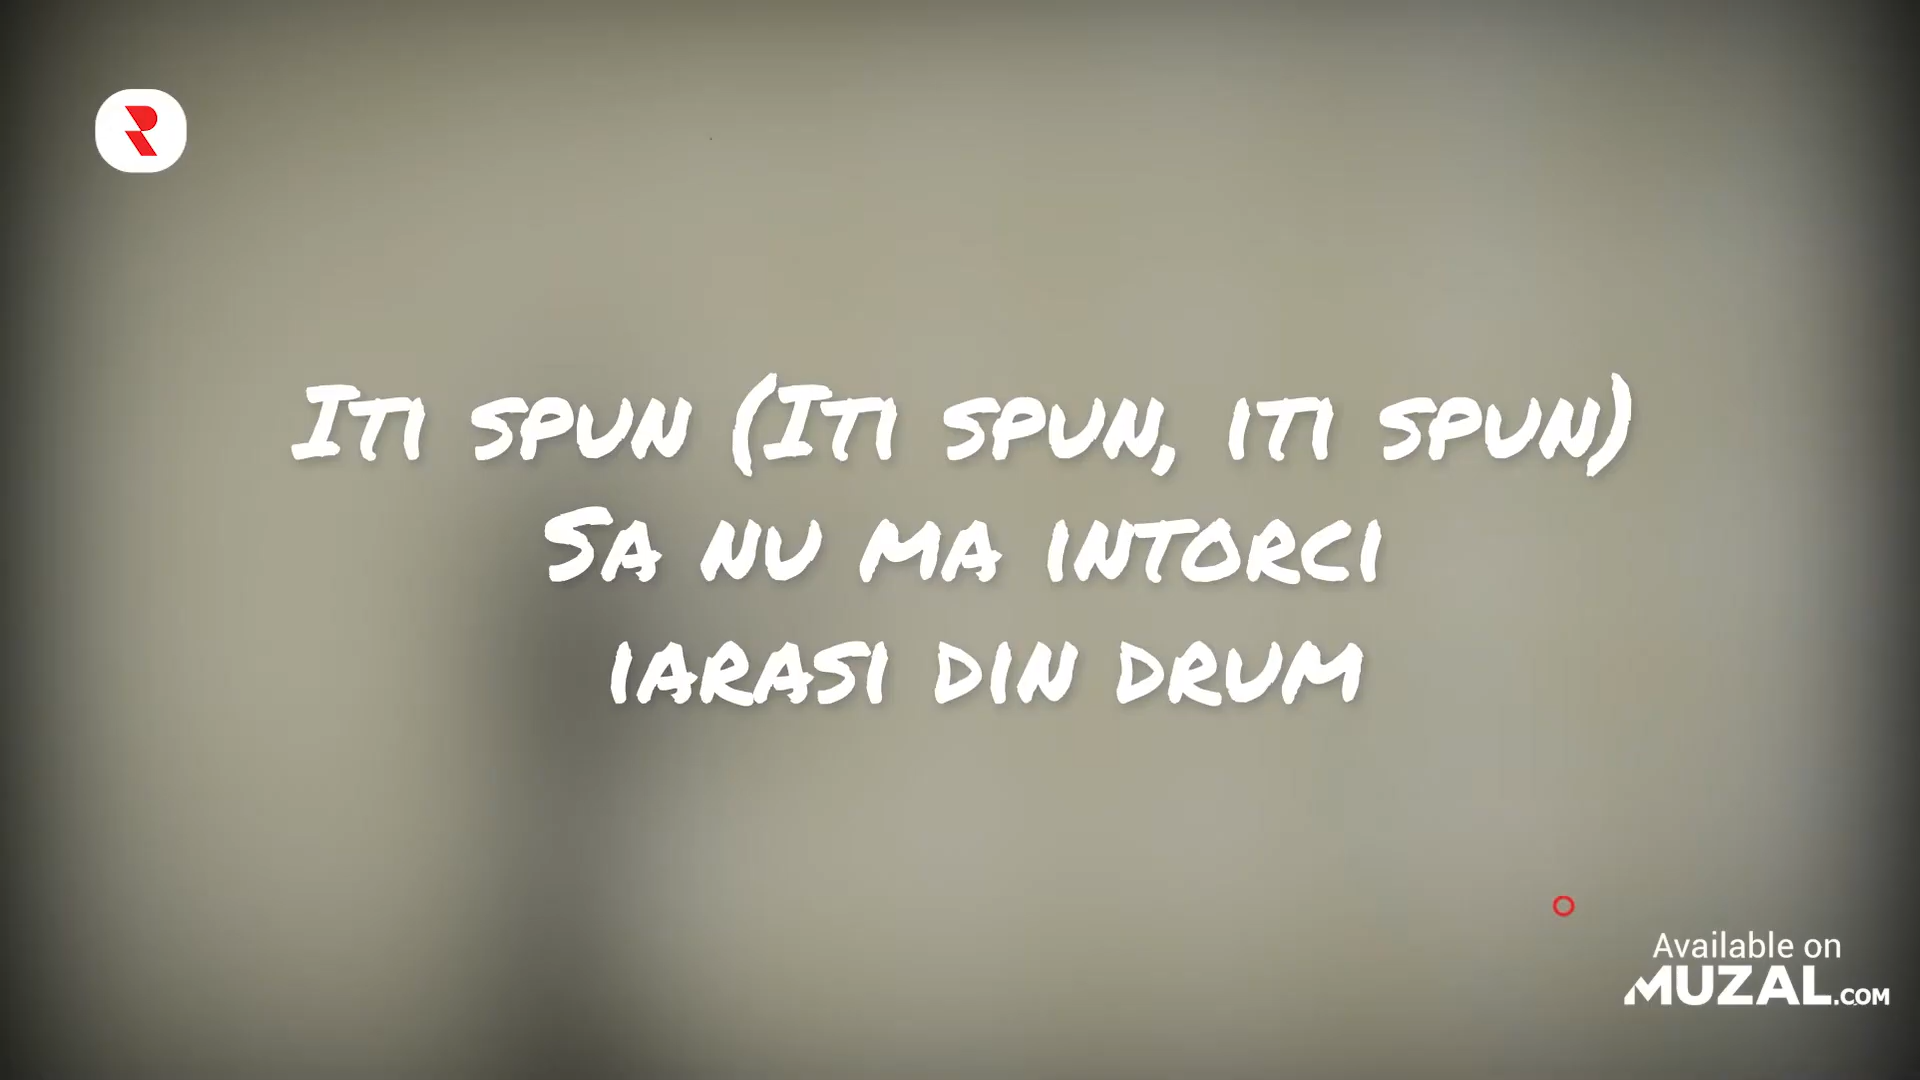 Iti spun (Iti spun, iti spun)
Sa nu ma intorci
iarasi din drum
Available on
MUZAL.COM